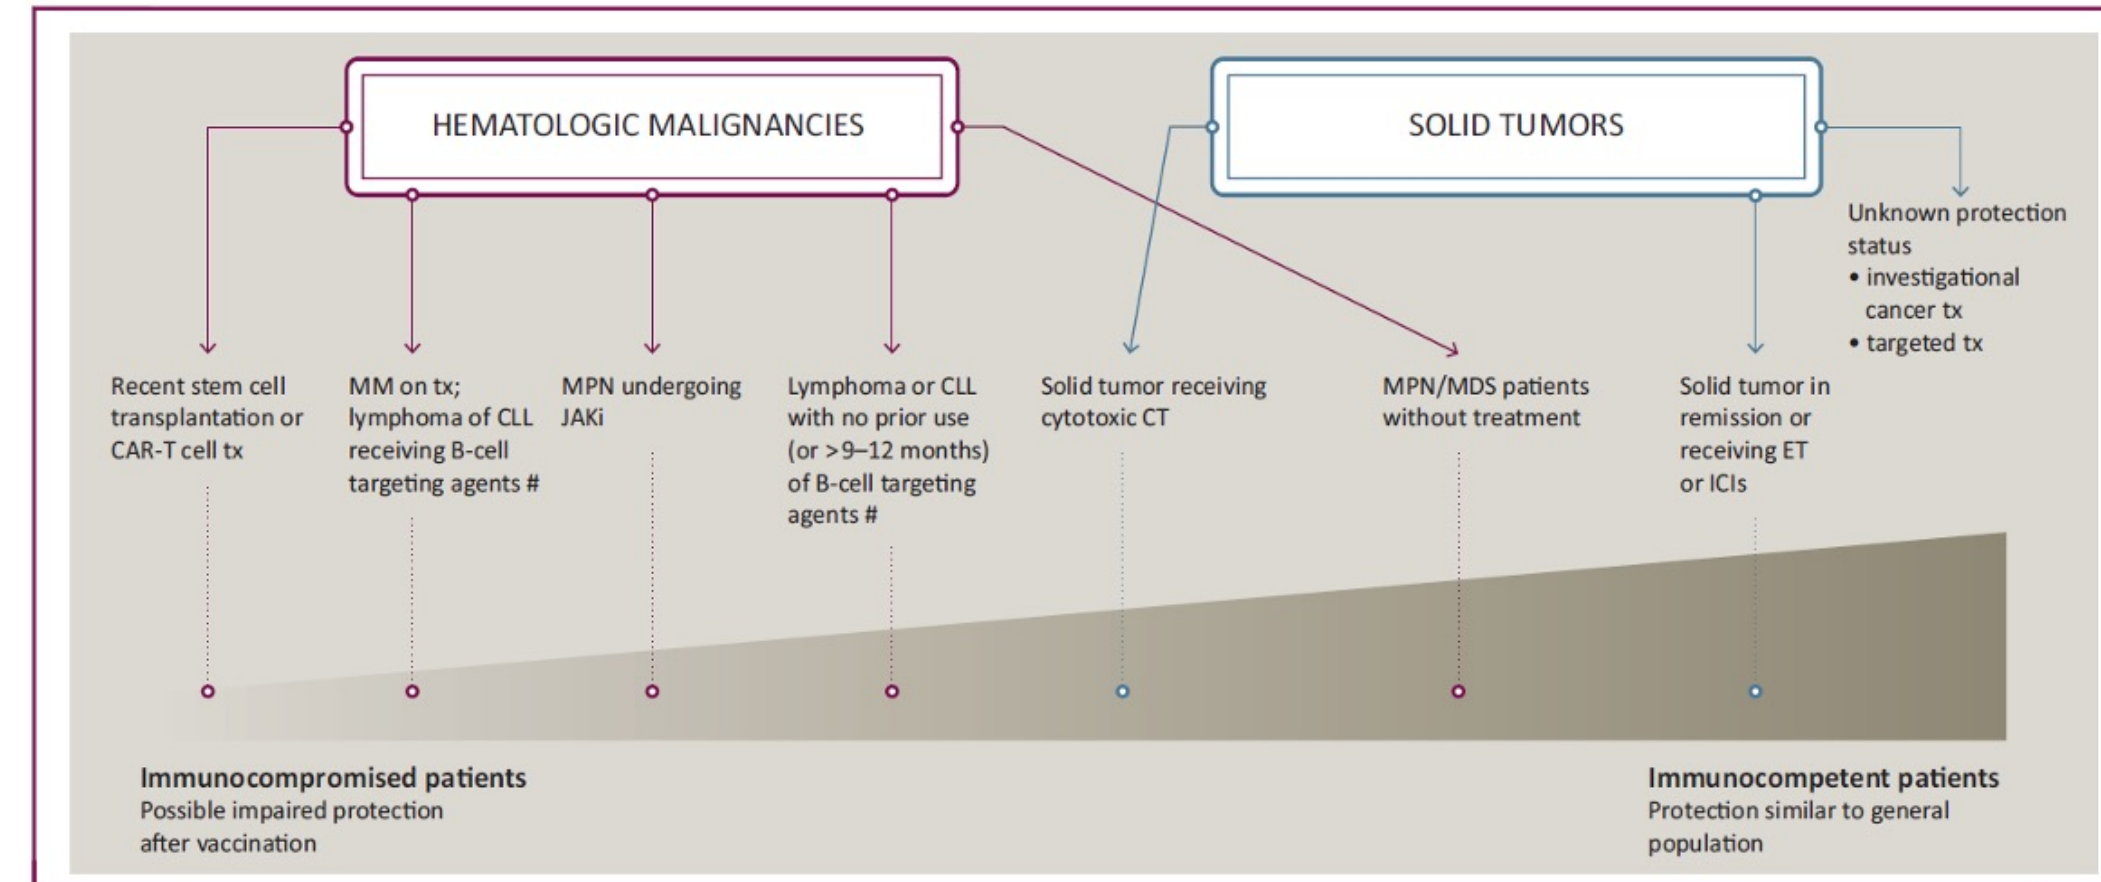 HEMATOLOGIC MALIGNANCIES
SOLID TUMORS
Unknown protection
status
• investigational
cancer tx
• targeted tx
Recent stem cell
transplantation or
CAR-T cell tx
MM on tx;
lymphoma of CLL
receiving B-cell
targeting agents #
MPN undergoing
JAKi
Lymphoma or CLL
with no prior use
(or >9–12 months)
of B-cell targeting
agents #
Solid tumor receiving
cytotoxic CT
MPN/MDS patients
without treatment
Solid tumor in
remission or
receiving ET
or ICIs
Immunocompromised patients
Possible impaired protection
after vaccination
Immunocompetent patients
Protection similar to general
population